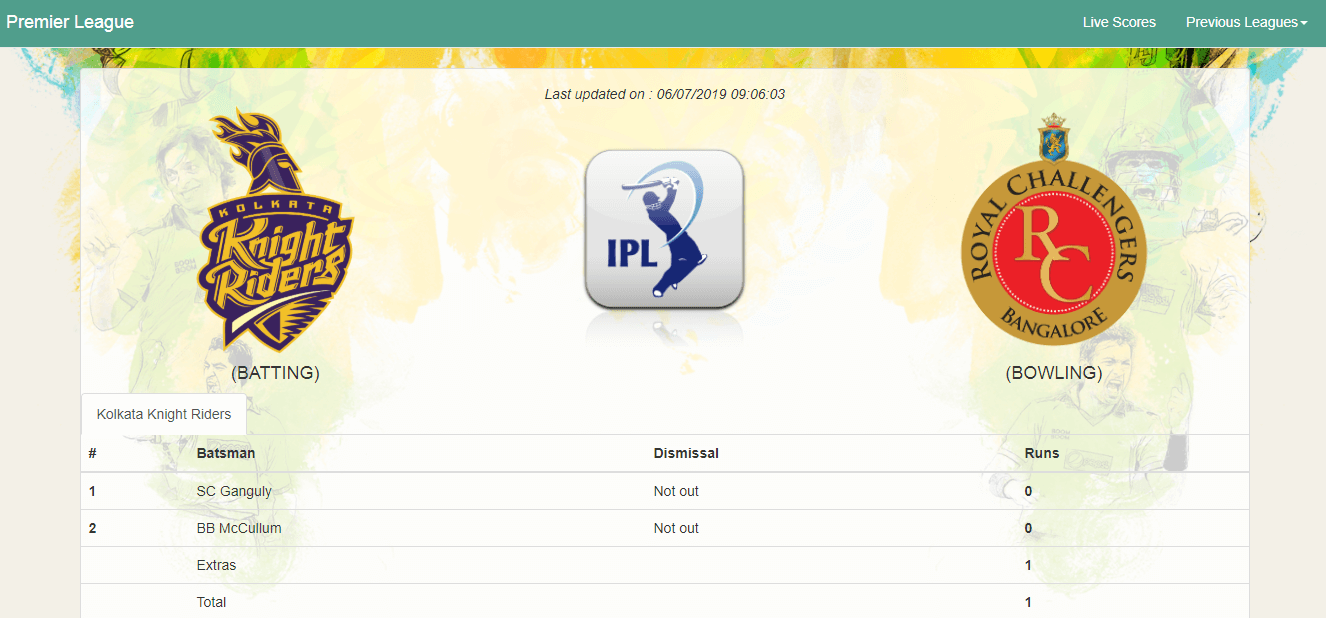 Premier League
Live Scores Previous Leagues
Last updated on : 06/07/2019 09:06:03
KOLKATA
Knight
Riders
IPL
ROYAL CHALLENGERS
RC
BANGALORE
(BATTING)
(BOWLING)
Kolkata Knight Riders
# Batsman Dismissal Runs
1 SC Ganguly Not out 0
2 BB McCullum Not out 0
Extras 1
Total 1